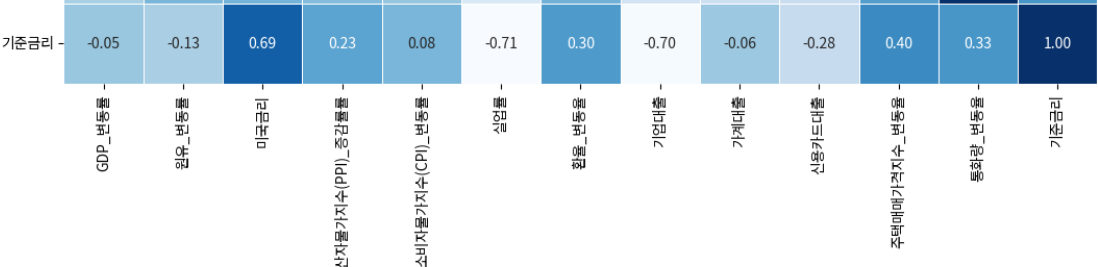 기준금리
-0.05 -0.13 0.69 0.23 0.08 -0.71 0.30 -0.70 -0.06 -0.28 0.40 0.33 1.00
GDP_변동률
원유_변동률
미국금리
산자물가지수(PPI)_증감률률
소비자물가지수(CPI)_변동률
실업률
환율_변동율
기업대출
가계대출
신용카드대출
주택매매가격지수_변동율
통화량_변동율
기준금리